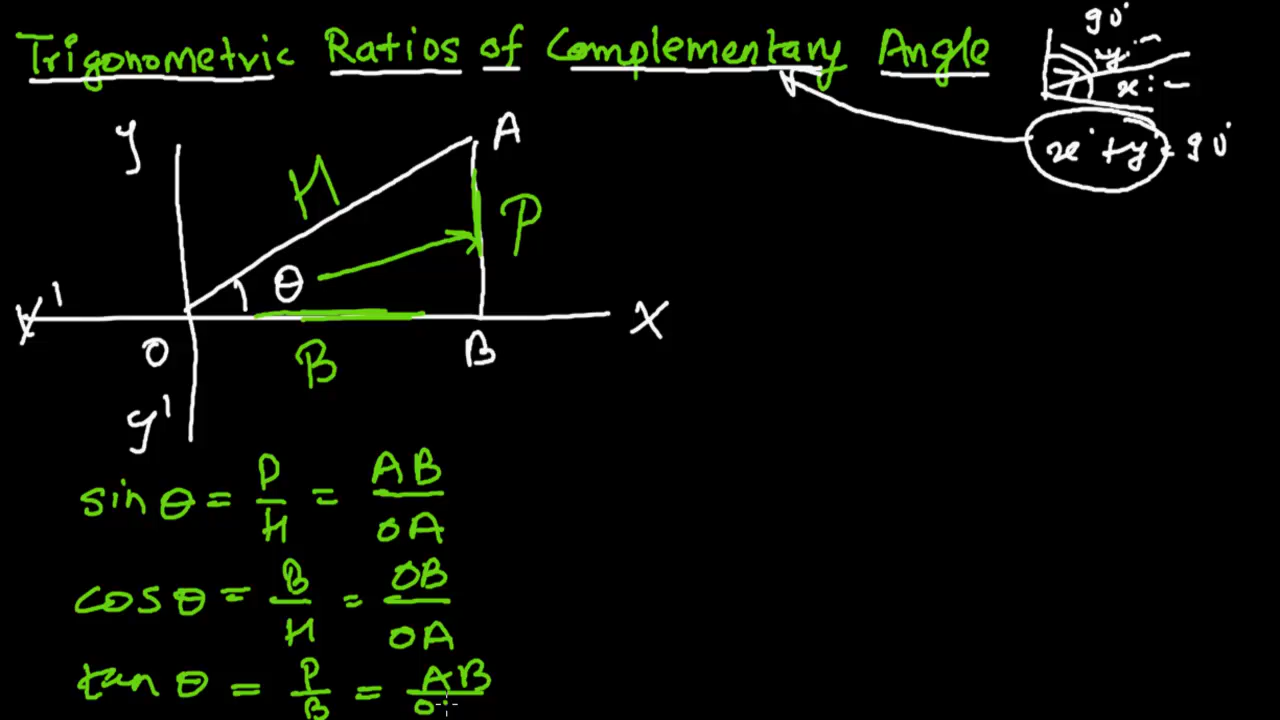 Trigonometric Ratios of Complementary Angle
90°
y:-
x:-
x°+y=90°
y
A
H
P
θ
X'
X
O
B
B
y'
sin θ = P/H = AB/OA
cos θ = B/H = OB/OA
tan θ = P/B = AB/O